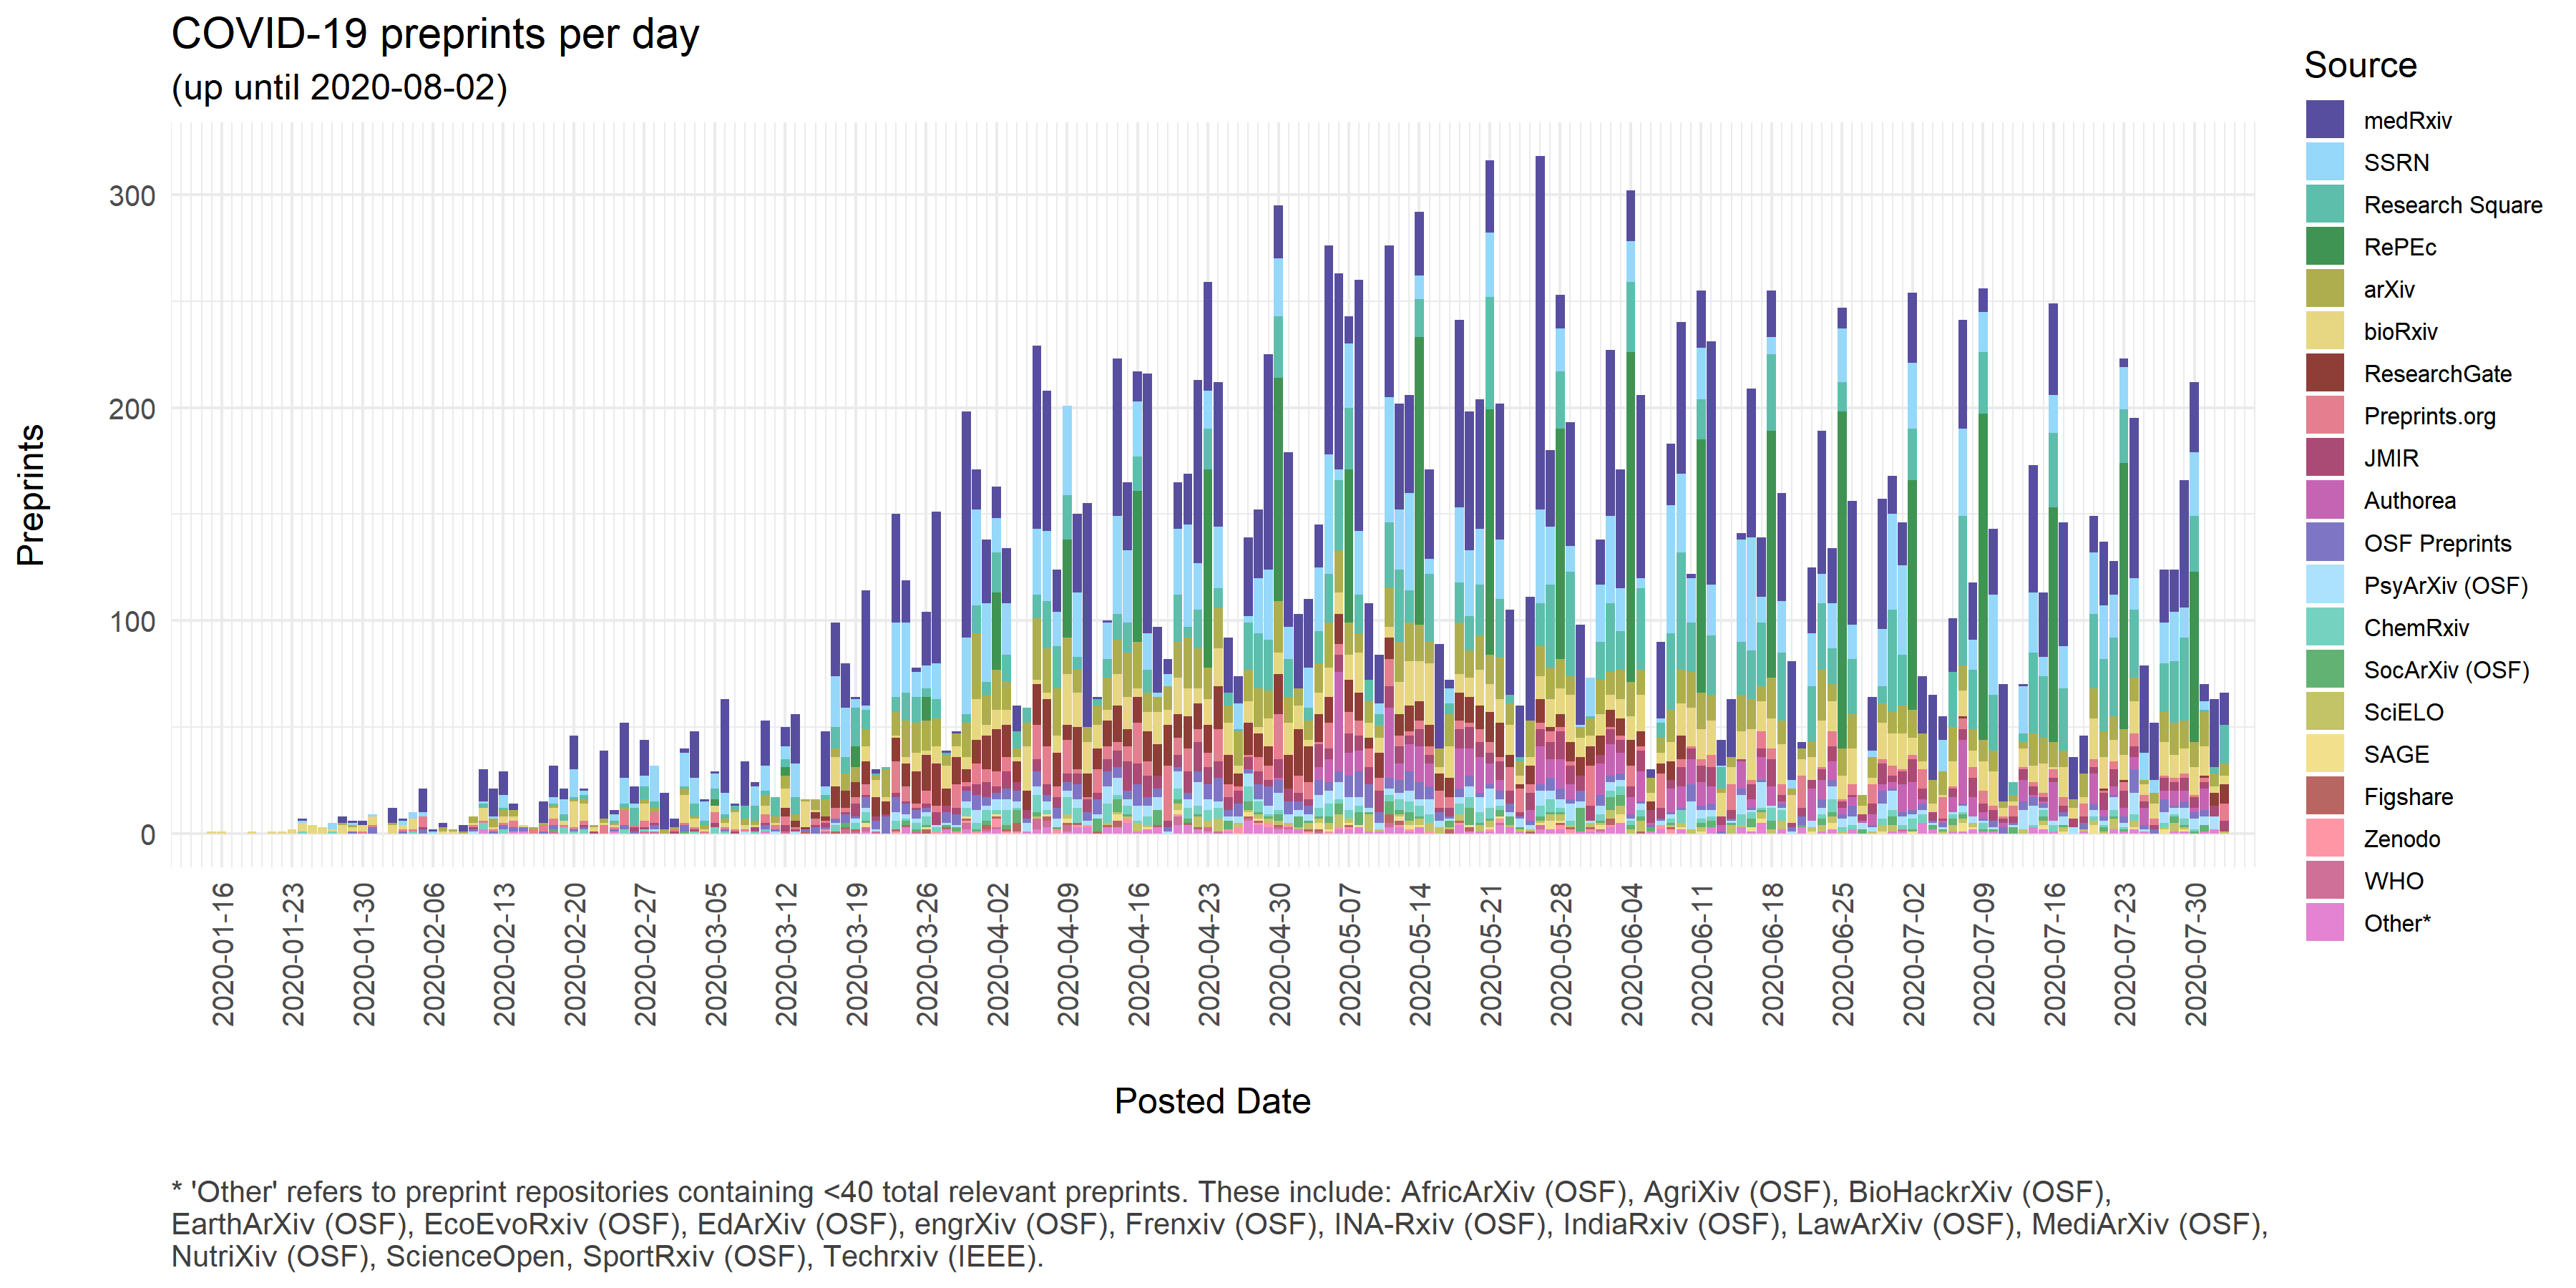 COVID-19 preprints per day
(up until 2020-08-02)
Source
medRxiv
SSRN
Research Square
RePEc
arXiv
bioRxiv
ResearchGate
Preprints.org
JMIR
Authorea
OSF Preprints
PsyArXiv (OSF)
ChemRxiv
SocArXiv (OSF)
SciELO
SAGE
Figshare
Zenodo
WHO
Other*
Preprints
300
200
100
0
2020-01-16
2020-01-23
2020-01-30
2020-02-06
2020-02-13
2020-02-20
2020-02-27
2020-03-05
2020-03-12
2020-03-19
2020-03-26
2020-04-02
2020-04-09
2020-04-16
2020-04-23
2020-04-30
2020-05-07
2020-05-14
2020-05-21
2020-05-28
2020-06-04
2020-06-11
2020-06-18
2020-06-25
2020-07-02
2020-07-09
2020-07-16
2020-07-23
2020-07-30
Posted Date
* 'Other' refers to preprint repositories containing <40 total relevant preprints. These include: AfricArXiv (OSF), AgriXiv (OSF), BioHackrXiv (OSF),
EarthArXiv (OSF), EcoEvoRxiv (OSF), EdArXiv (OSF), engrXiv (OSF), Frenxiv (OSF), INA-Rxiv (OSF), IndiaRxiv (OSF), LawArXiv (OSF), MediArXiv (OSF),
NutriXiv (OSF), ScienceOpen, SportRxiv (OSF), Techrxiv (IEEE).